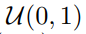 𝒰(0, 1)